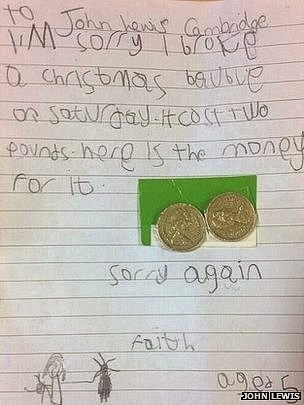 TO John Lewis Cambridge
I'M sorry I broke
a christmas bauble
on saturday. it cost two
pounds. here is the money
for it.
sorry again
Faith
aged 5
JOHN LEWIS